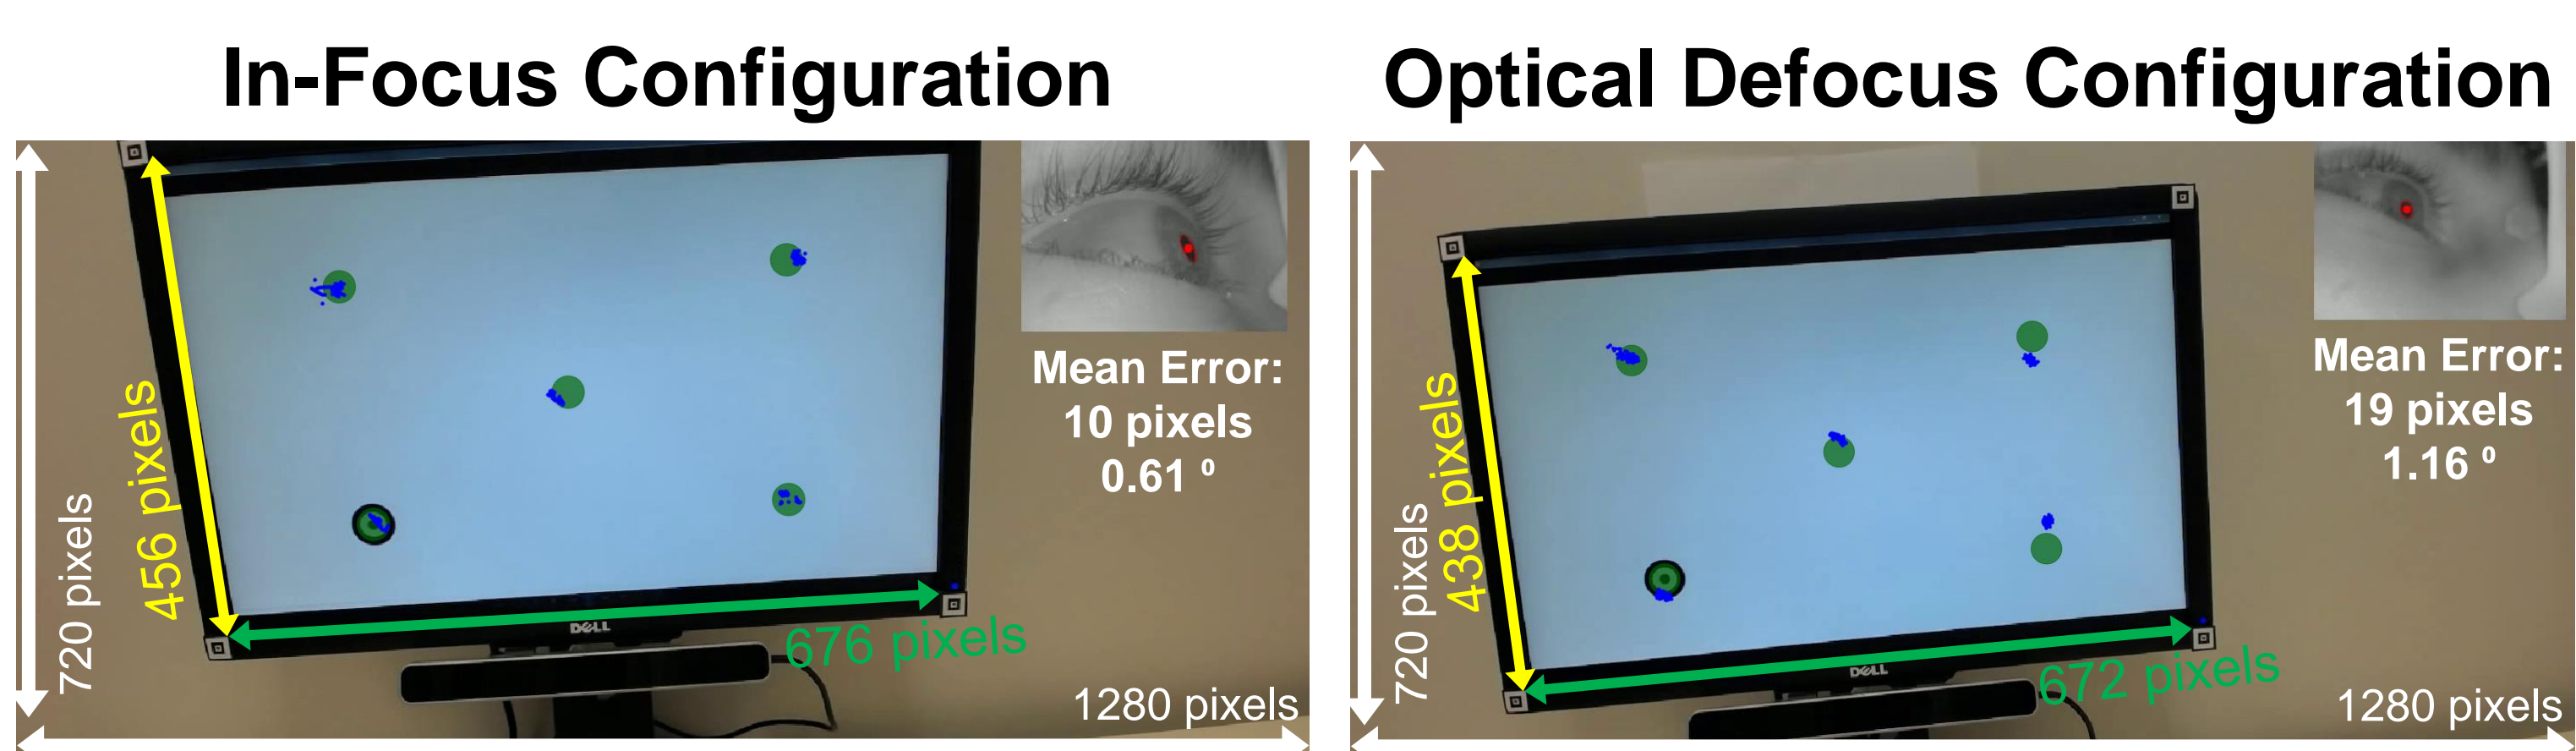 In-Focus Configuration
Optical Defocus Configuration
Mean Error:
10 pixels
0.61 º
456 pixels
720 pixels
676 pixels
1280 pixels
DELL
Mean Error:
19 pixels
1.16 º
438 pixels
720 pixels
672 pixels
1280 pixels
DELL